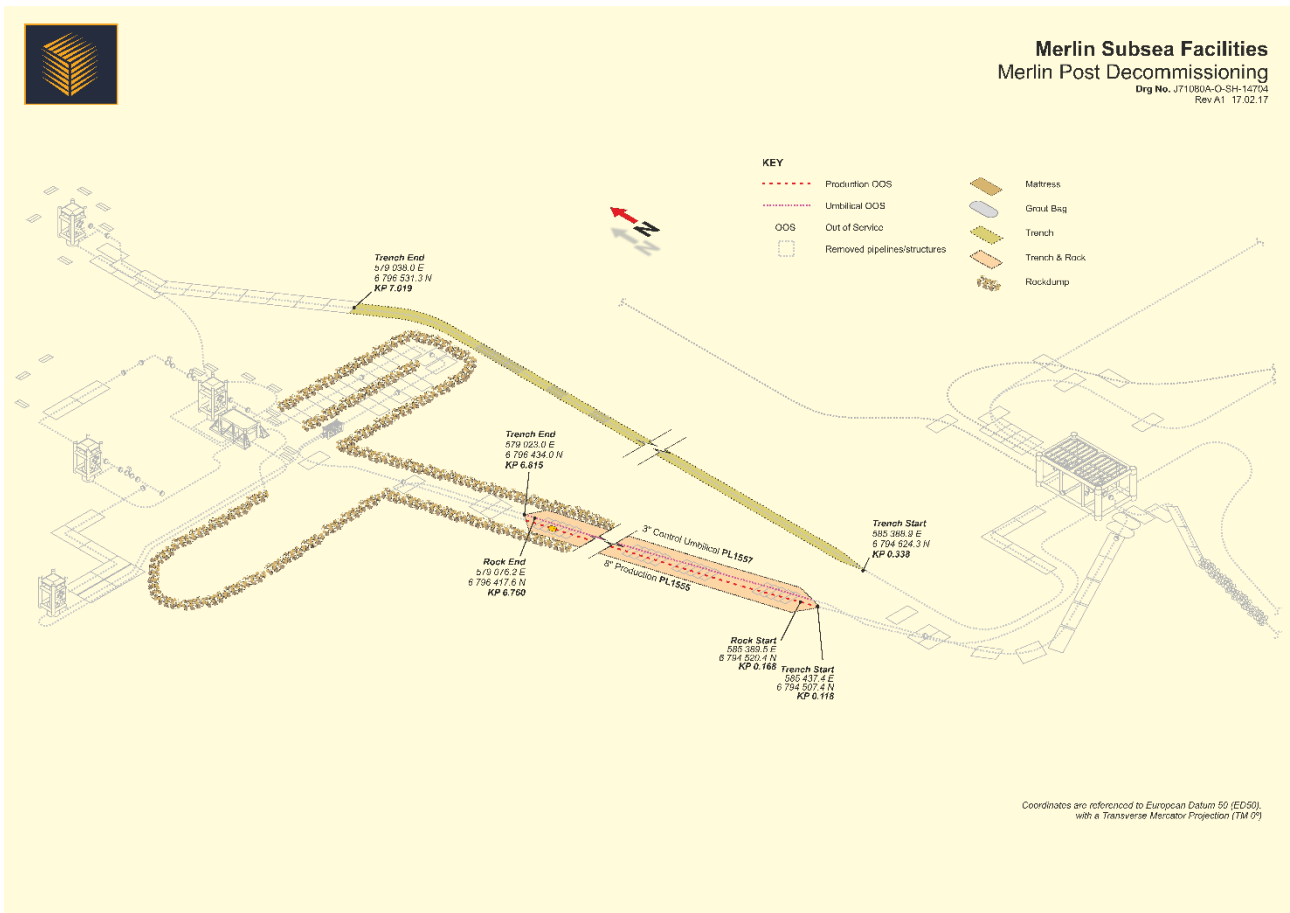 Merlin Subsea Facilities
Merlin Post Decommissioning
Drg No. J71080A-O-SH-14704
Rev A1 17.02.17
KEY
Production OOS
Umbilical OOS
OOS Out of Service
Removed pipelines/structures
Mattress
Grout Bag
Trench
Trench & Rock
Rockdump
N
N
Trench End
579 038.0 E
6 796 531.3 N
KP 7.019
Trench End
579 023.0 E
6 796 434.0 N
KP 6.815
3" Control Umbilical PL1557
8" Production PL1555
Trench Start
585 388.9 E
6 794 624.3 N
KP 0.338
Rock End
579 076.2 E
6 796 417.6 N
KP 6.760
Rock Start
585 389.5 E
6 794 520.4 N
KP 0.168
Trench Start
585 437.4 E
6 794 507.4 N
KP 0.118
Coordinates are referenced to European Datum 50 (ED50),
with a Transverse Mercator Projection (TM 0º)